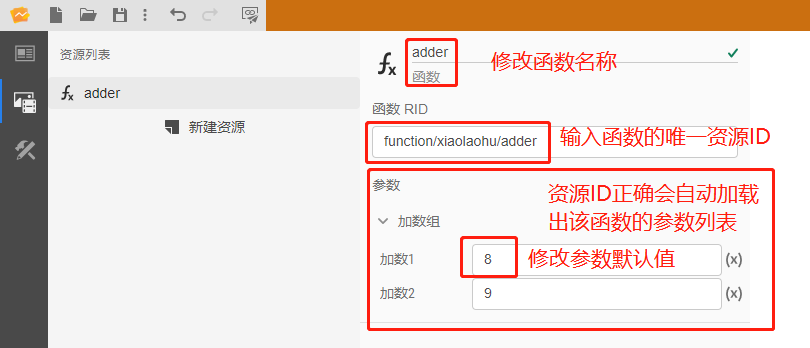 资源列表
fx adder
新建资源
fx
adder
函数
修改函数名称
函数 RID
function/xiaolaohu/adder
输入函数的唯一资源ID
参数
资源ID正确会自动加载
出该函数的参数列表
加数组
加数1
8
修改参数默认值
(x)
加数2
9
(x)